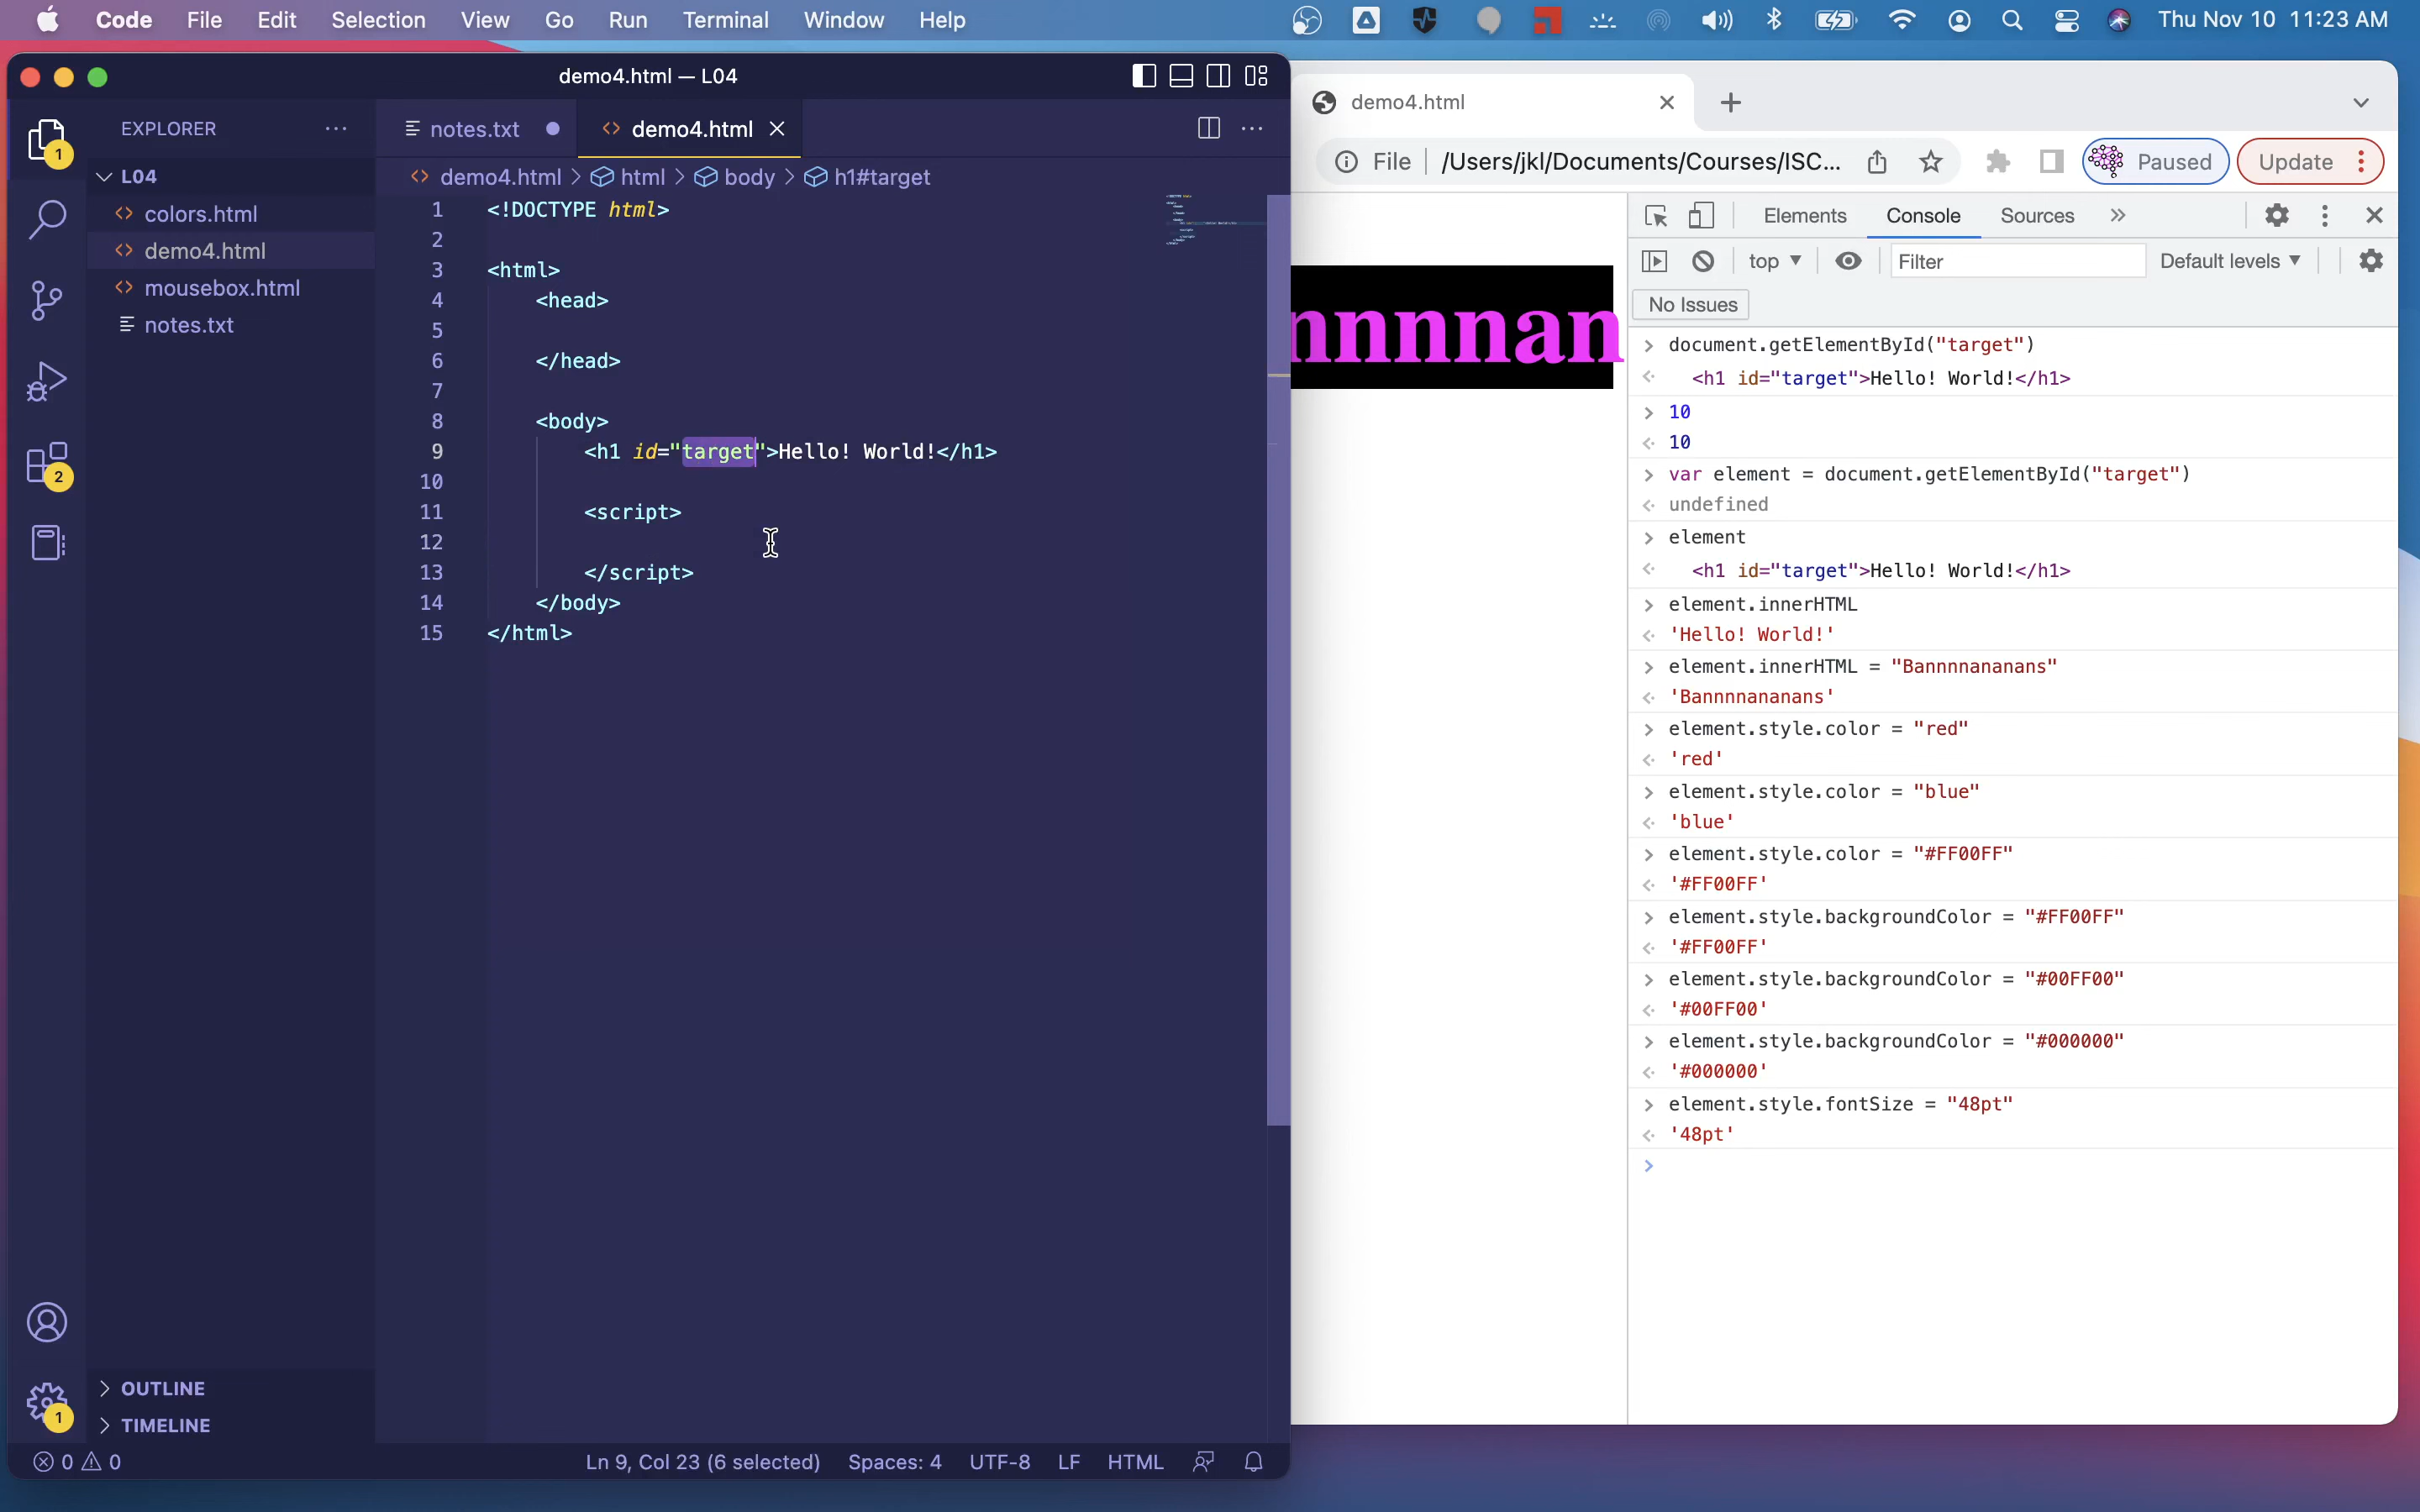 Code File Edit Selection View Go Run Terminal Window Help Thu Nov 10 11:23 AM
demo4.html — L04
EXPLORER
notes.txt
demo4.html
L04
colors.html
demo4.html
mousebox.html
notes.txt
OUTLINE
TIMELINE
1
2
1
demo4.html > html > body > h1#target
1 <!DOCTYPE html>
2
3 <html>
4 <head>
5
6 </head>
7
8 <body>
9 <h1 id="target">Hello! World!</h1>
10
11 <script>
12
13 </script>
14 </body>
15 </html>
0 0 Ln 9, Col 23 (6 selected) Spaces: 4 UTF-8 LF HTML
demo4.html
File /Users/jkl/Documents/Courses/ISC... Paused Update
nnnnan
Elements Console Sources
top Filter Default levels
No Issues
document.getElementById("target")
<h1 id="target">Hello! World!</h1>
10
10
var element = document.getElementById("target")
undefined
element
<h1 id="target">Hello! World!</h1>
element.innerHTML
'Hello! World!'
element.innerHTML = "Bannnnananans"
'Bannnnananans'
element.style.color = "red"
'red'
element.style.color = "blue"
'blue'
element.style.color = "#FF00FF"
'#FF00FF'
element.style.backgroundColor = "#FF00FF"
'#FF00FF'
element.style.backgroundColor = "#00FF00"
'#00FF00'
element.style.backgroundColor = "#000000"
'#000000'
element.style.fontSize = "48pt"
'48pt'